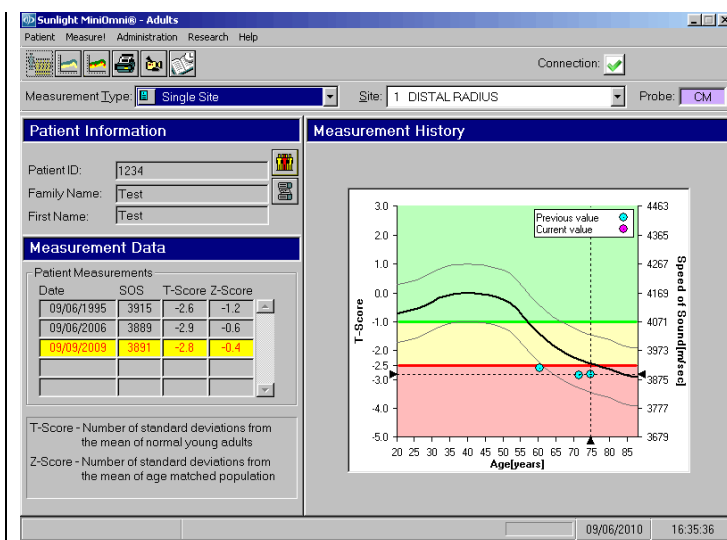 Sunlight MiniOmni® - Adults
Patient Measure! Administration Research Help
Connection:
Measurement Type: Single Site Site: 1 DISTAL RADIUS Probe: CM
Patient Information
Patient ID: 1234
Family Name: Test
First Name: Test
Measurement Data
Patient Measurements
Date SOS T-Score Z-Score
09/06/1995 3915 -2.6 -1.2
09/06/2006 3889 -2.9 -0.6
09/09/2009 3891 -2.8 -0.4
T-Score - Number of standard deviations from
the mean of normal young adults
Z-Score - Number of standard deviations from
the mean of age matched population
Measurement History
Previous value
Current value
T-Score
3.0
2.0
1.0
0.0
-1.0
-2.0
-2.5
-3.0
-4.0
-5.0
4463
4365
4267
4169
4071
3973
3875
3777
3679
Speed of Sound[m/sec]
20 25 30 35 40 45 50 55 60 65 70 75 80 85
Age[years]
09/06/2010 16:35:36